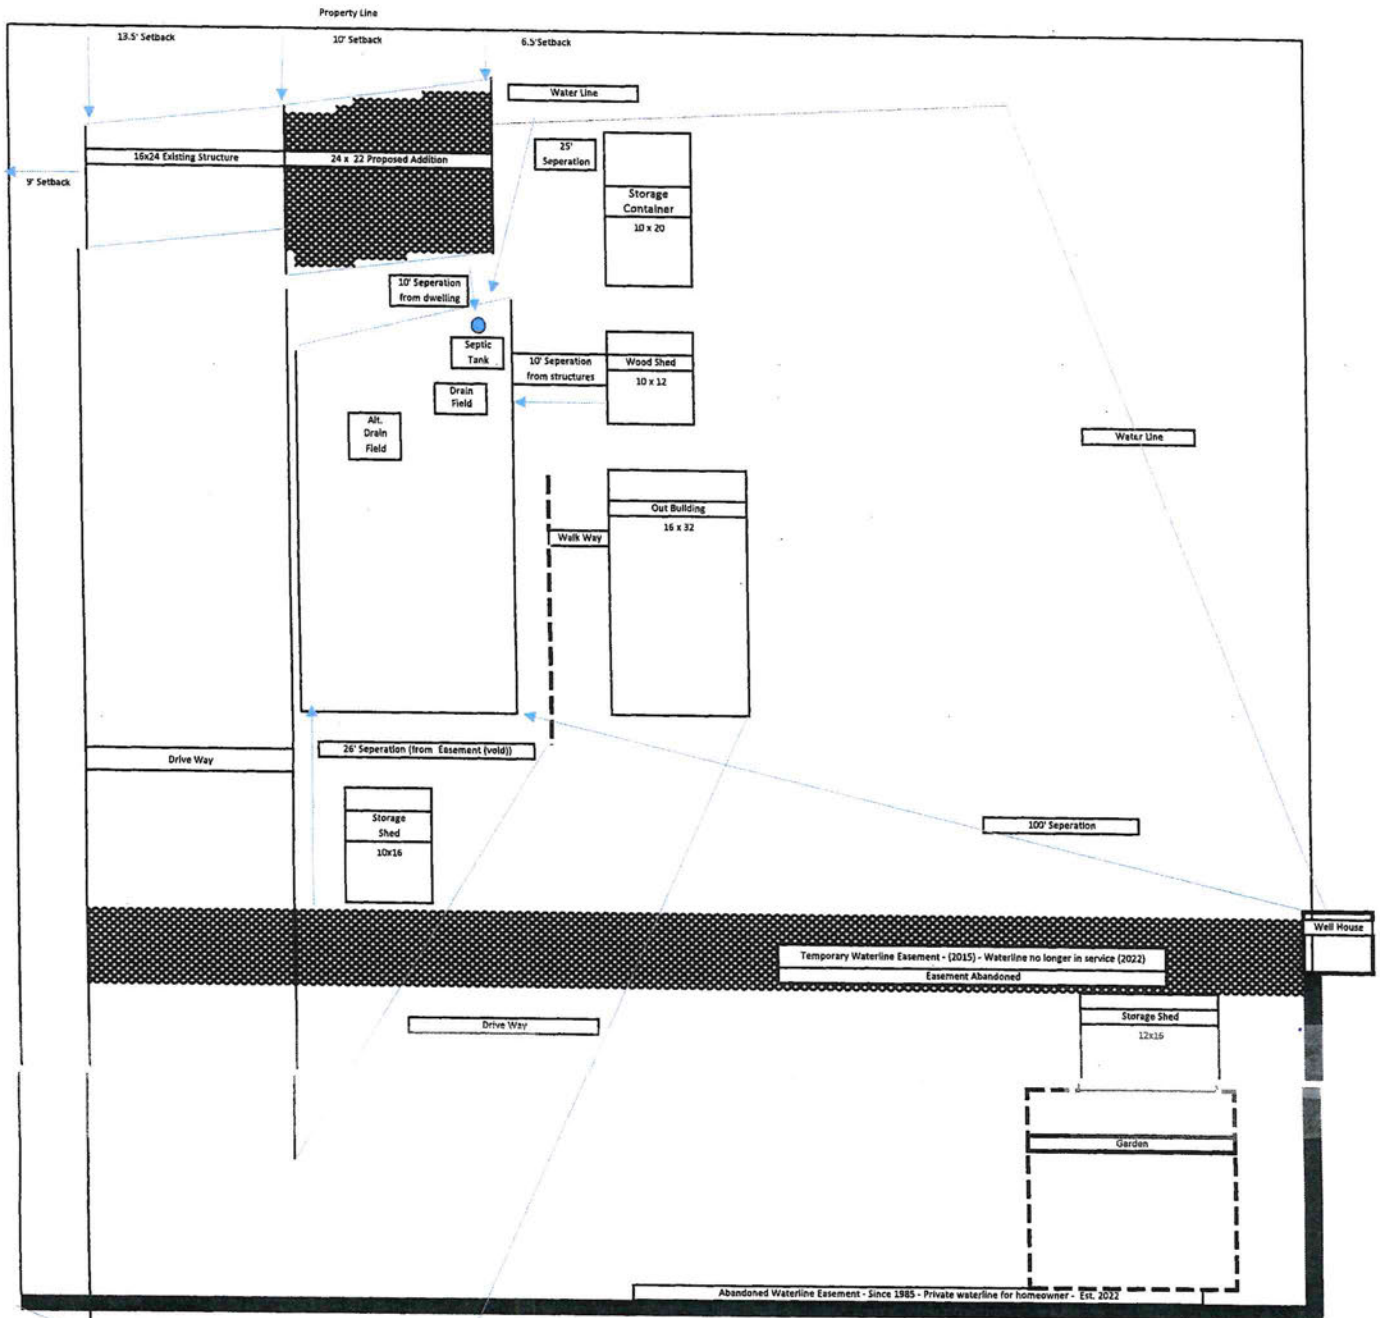 Property Line
13.5' Setback
10' Setback
6.5'Setback
Water Line
16x24 Existing Structure
24 x 22 Proposed Addition
25'
Seperation
9' Setback
Storage
Container
10 x 20
10' Seperation
from dwelling
Septic
Tank
10' Seperation
from structures
Wood Shed
10 x 12
Drain
Field
Alt.
Drain
Field
Water Line
Out Building
16 x 32
Walk Way
26' Seperation (from Easement (void))
Drive Way
Storage
Shed
10x16
100' Seperation
Well House
Temporary Waterline Easement - (2015) - Waterline no longer in service (2022)
Easement Abandoned
Drive Way
Storage Shed
12x16
Garden
Abandoned Waterline Easement - Since 1985 - Private waterline for homeowner - Est. 2022